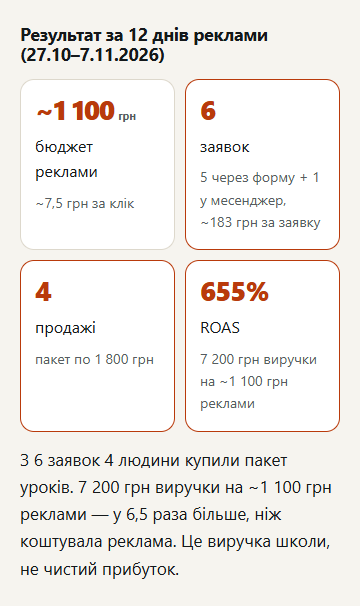 Результат за 12 днів реклами
(27.10–7.11.2026)
~1 100 грн
бюджет
реклами
~7,5 грн за клік
6
заявок
5 через форму + 1
у месенджер,
~183 грн за заявку
4
продажі
пакет по 1 800 грн
655%
ROAS
7 200 грн виручки
на ~1 100 грн
реклами
З 6 заявок 4 людини купили пакет
уроків. 7 200 грн виручки на ~1 100 грн
реклами — у 6,5 раза більше, ніж
коштувала реклама. Це виручка школи,
не чистий прибуток.